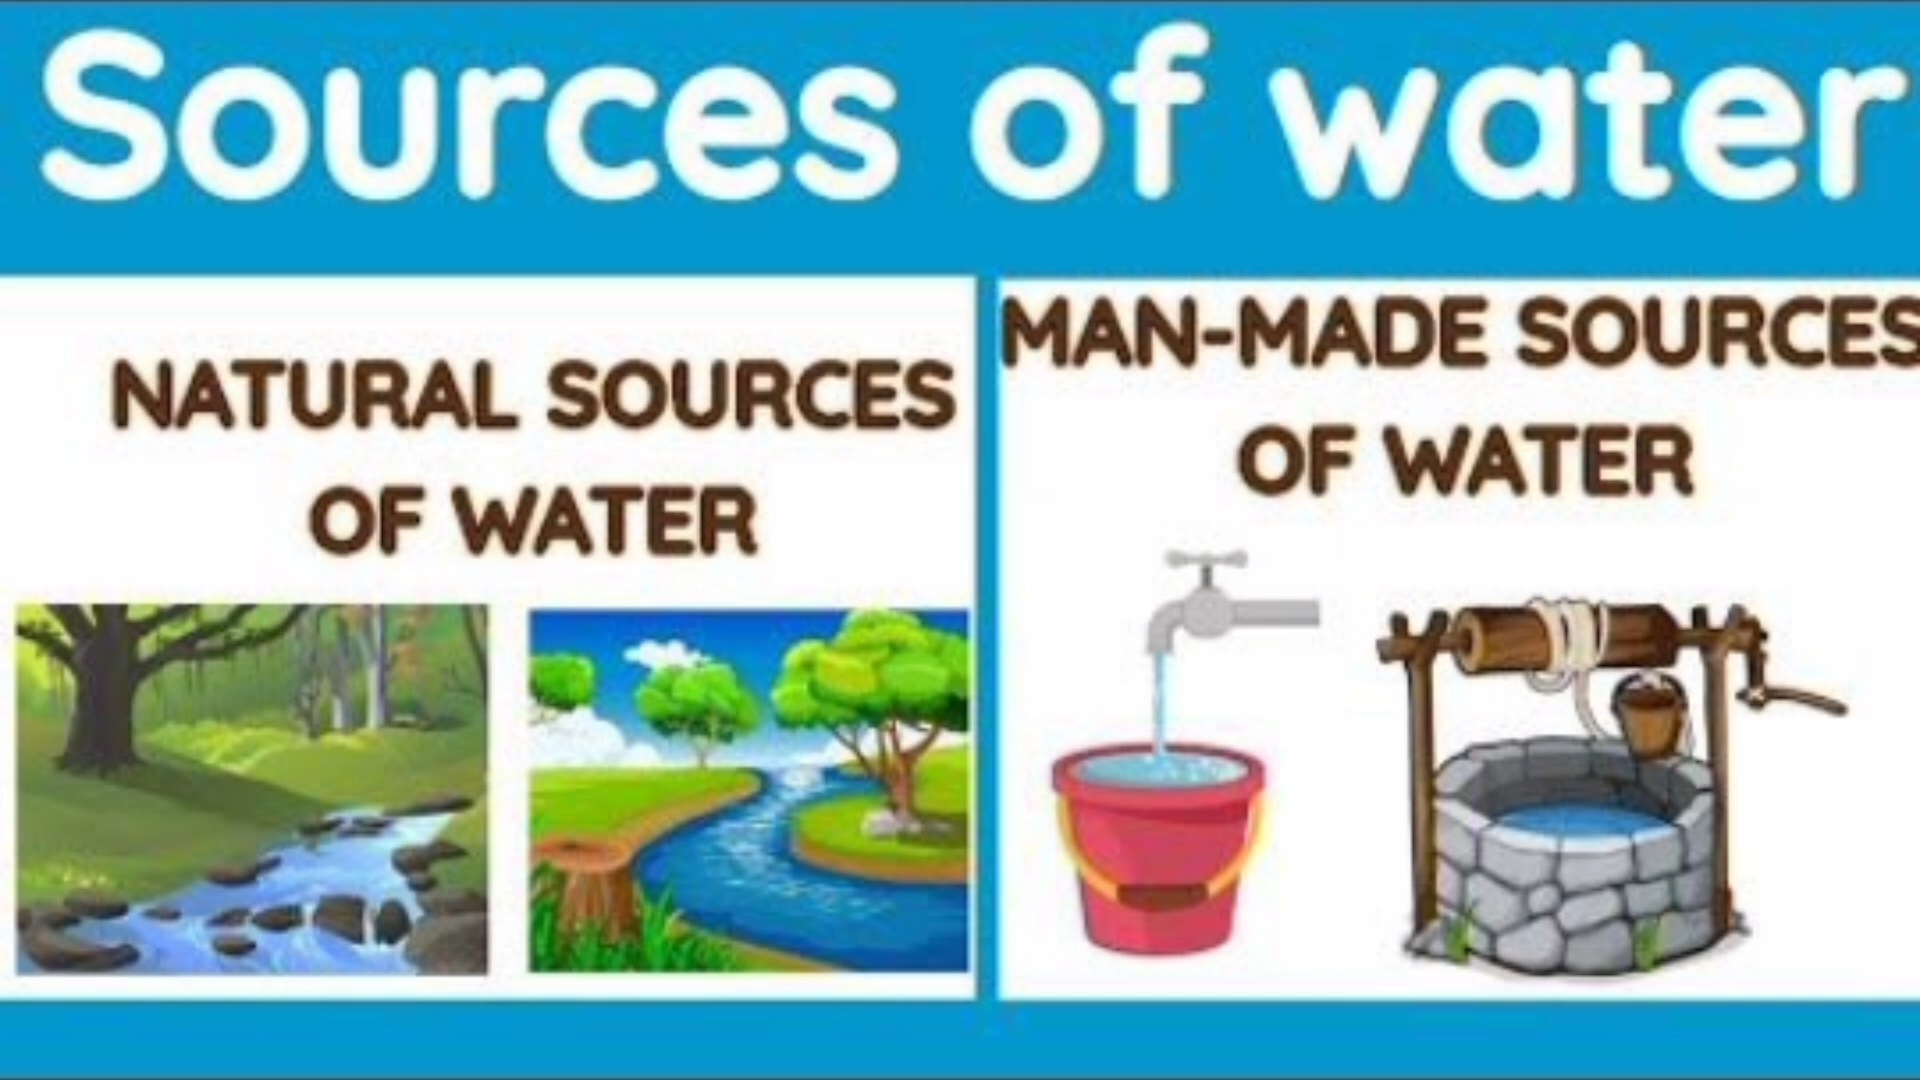 Sources of water
NATURAL SOURCES
OF WATER
MAN-MADE SOURCES
OF WATER